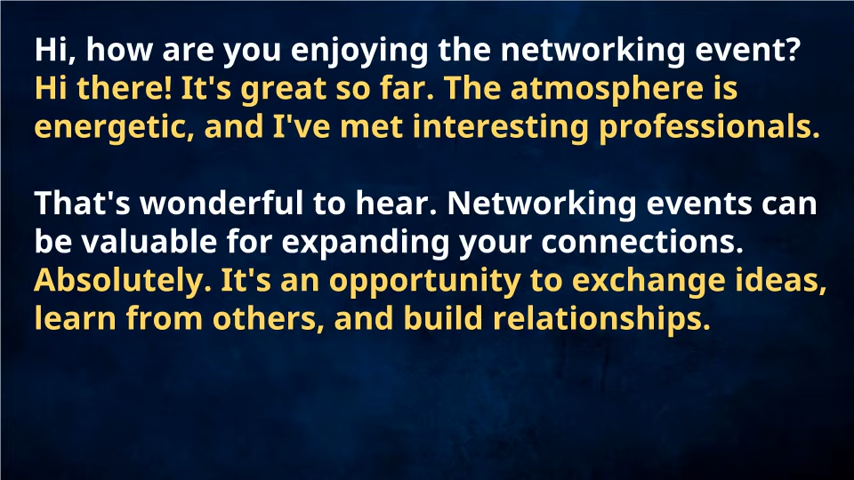 Hi, how are you enjoying the networking event?
Hi there! It's great so far. The atmosphere is
energetic, and I've met interesting professionals.
That's wonderful to hear. Networking events can
be valuable for expanding your connections.
Absolutely. It's an opportunity to exchange ideas,
learn from others, and build relationships.